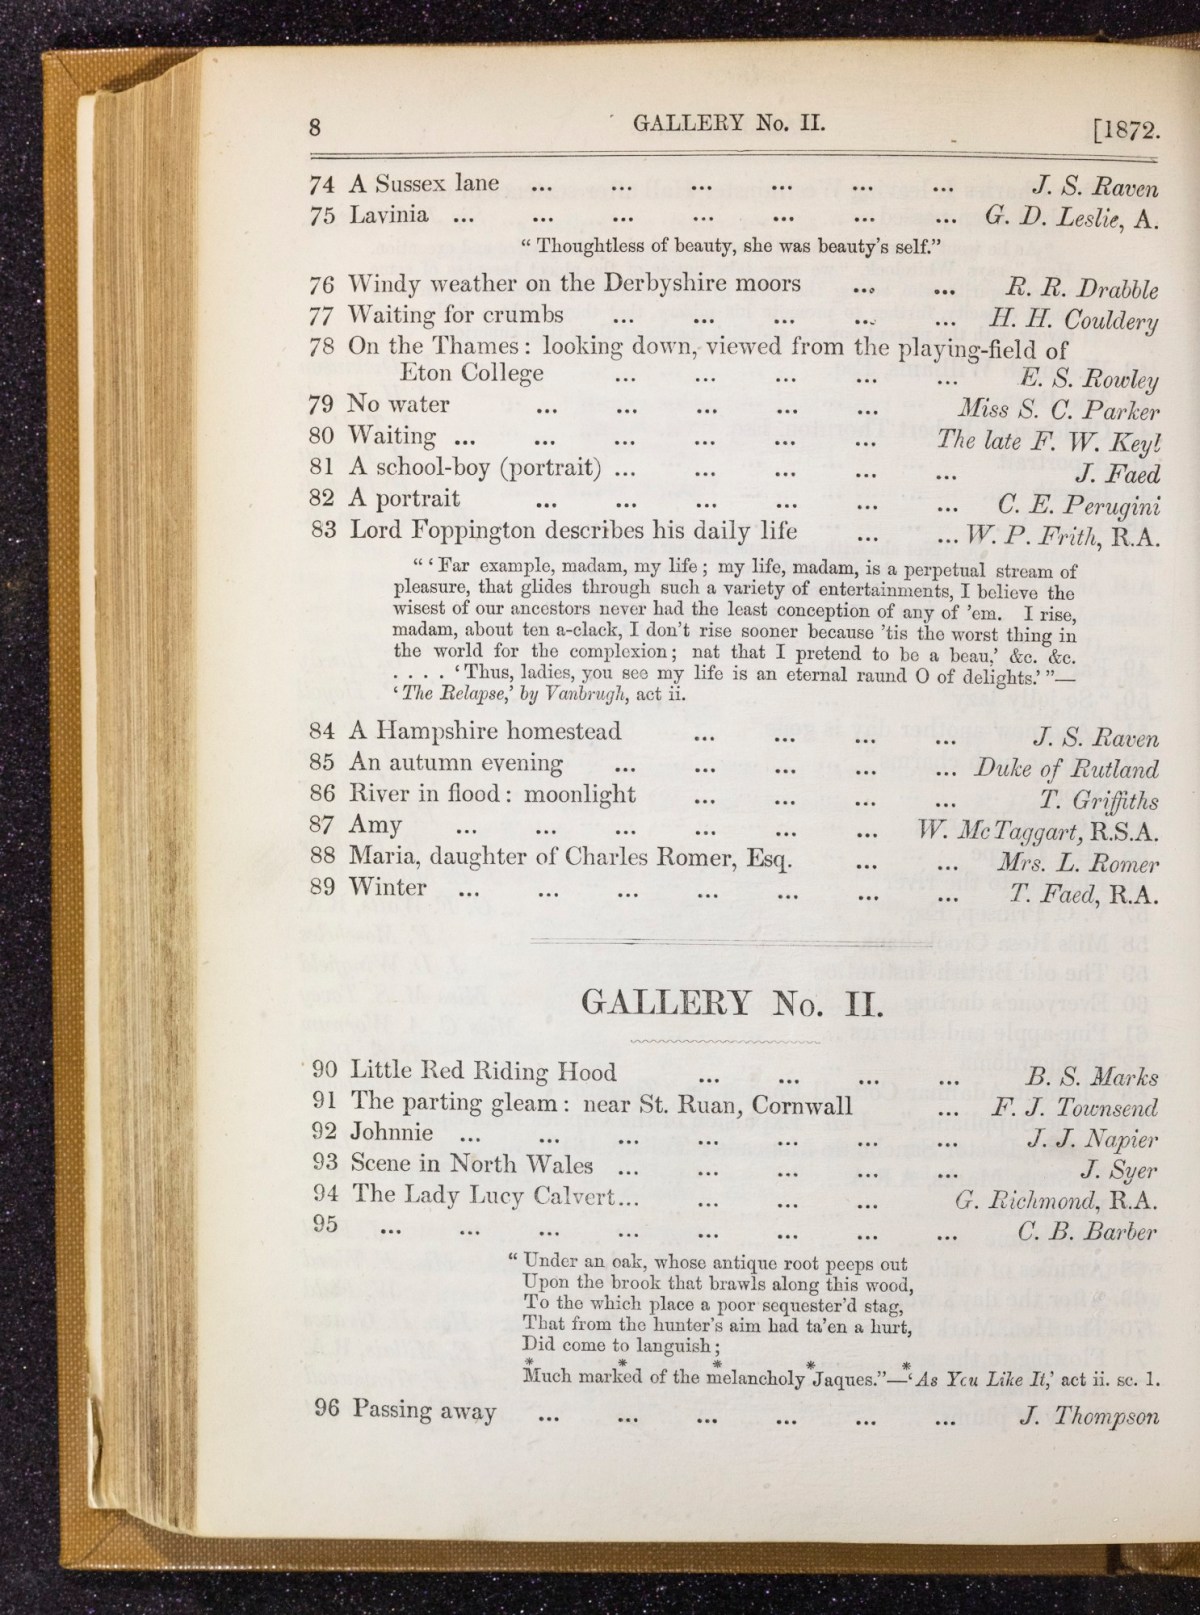 8 GALLERY No. II. [1872.
74 A Sussex lane ... ... ... ... ... ... J. S. Raven
75 Lavinia ... ... ... ... ... ... ... G. D. Leslie, A.
“ Thoughtless of beauty, she was beauty's self.”
76 Windy weather on the Derbyshire moors ... ... R. R. Drabble
77 Waiting for crumbs ... ... ... ... ... H. H. Couldery
78 On the Thames : looking down, viewed from the playing-field of
Eton College ... ... ... ... ... E. S. Rowley
79 No water ... ... ... ... ... Miss S. C. Parker
80 Waiting ... ... ... ... ... ... The late F. W. Keyl
81 A school-boy (portrait) ... ... ... ... ... J. Faed
82 A portrait ... ... ... ... ... ... C. E. Perugini
83 Lord Foppington describes his daily life ... ... W. P. Frith, R.A.
“ ‘ Far example, madam, my life ; my life, madam, is a perpetual stream of
pleasure, that glides through such a variety of entertainments, I believe the
wisest of our ancestors never had the least conception of any of 'em. I rise,
madam, about ten a-clack, I don't rise sooner because 'tis the worst thing in
the world for the complexion ; nat that I pretend to be a beau,' &c. &c.
. . . . ‘ Thus, ladies, you see my life is an eternal raund O of delights.' ”—
‘ The Relapse,' by Vanbrugh, act ii.
84 A Hampshire homestead ... ... ... ... J. S. Raven
85 An autumn evening ... ... ... ... ... Duke of Rutland
86 River in flood : moonlight ... ... ... ... T. Griffiths
87 Amy ... ... ... ... ... ... W. McTaggart, R.S.A.
88 Maria, daughter of Charles Romer, Esq. ... ... Mrs. L. Romer
89 Winter ... ... ... ... ... ... ... T. Faed, R.A.
GALLERY No. II.
90 Little Red Riding Hood ... ... ... ... B. S. Marks
91 The parting gleam : near St. Ruan, Cornwall ... F. J. Townsend
92 Johnnie ... ... ... ... ... ... ... J. J. Napier
93 Scene in North Wales ... ... ... ... ... J. Syer
94 The Lady Lucy Calvert... ... ... ... G. Richmond, R.A.
95 ... ... ... ... ... ... ... ... C. B. Barber
“ Under an oak, whose antique root peeps out
Upon the brook that brawls along this wood,
To the which place a poor sequester'd stag,
That from the hunter's aim had ta'en a hurt,
Did come to languish ;
* * * * *
Much marked of the melancholy Jaques.”—‘As You Like It,' act ii. sc. 1.
96 Passing away ... ... ... ... ... ... J. Thompson